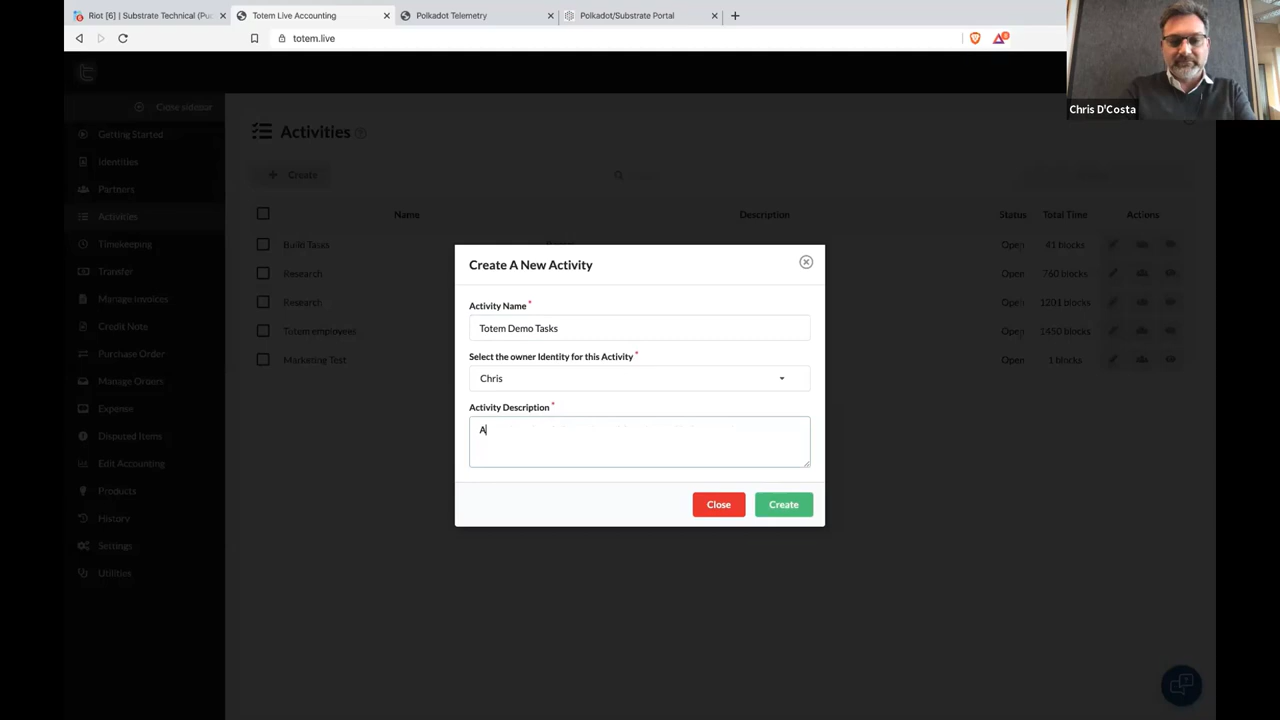 Riot [6] | Substrate Technical (Pu
Totem Live Accounting
Polkadot Telemetry
Polkadot/Substrate Portal
totem.live
Chris D'Costa
Close sidebar
Getting Started
Identities
Partners
Activities
Timekeeping
Transfer
Manage Invoices
Credit Note
Purchase Order
Manage Orders
Expense
Disputed Items
Edit Accounting
Products
History
Settings
Utilities
Activities
Create
Name Description Status Total Time Actions
Build Tasks Open 41 blocks
Research Open 760 blocks
Research Open 1201 blocks
Totem employees Open 1450 blocks
Marketing Test Open 1 blocks
Create A New Activity
Activity Name *
Totem Demo Tasks
Select the owner Identity for this Activity *
Chris
Activity Description *
A
Close Create